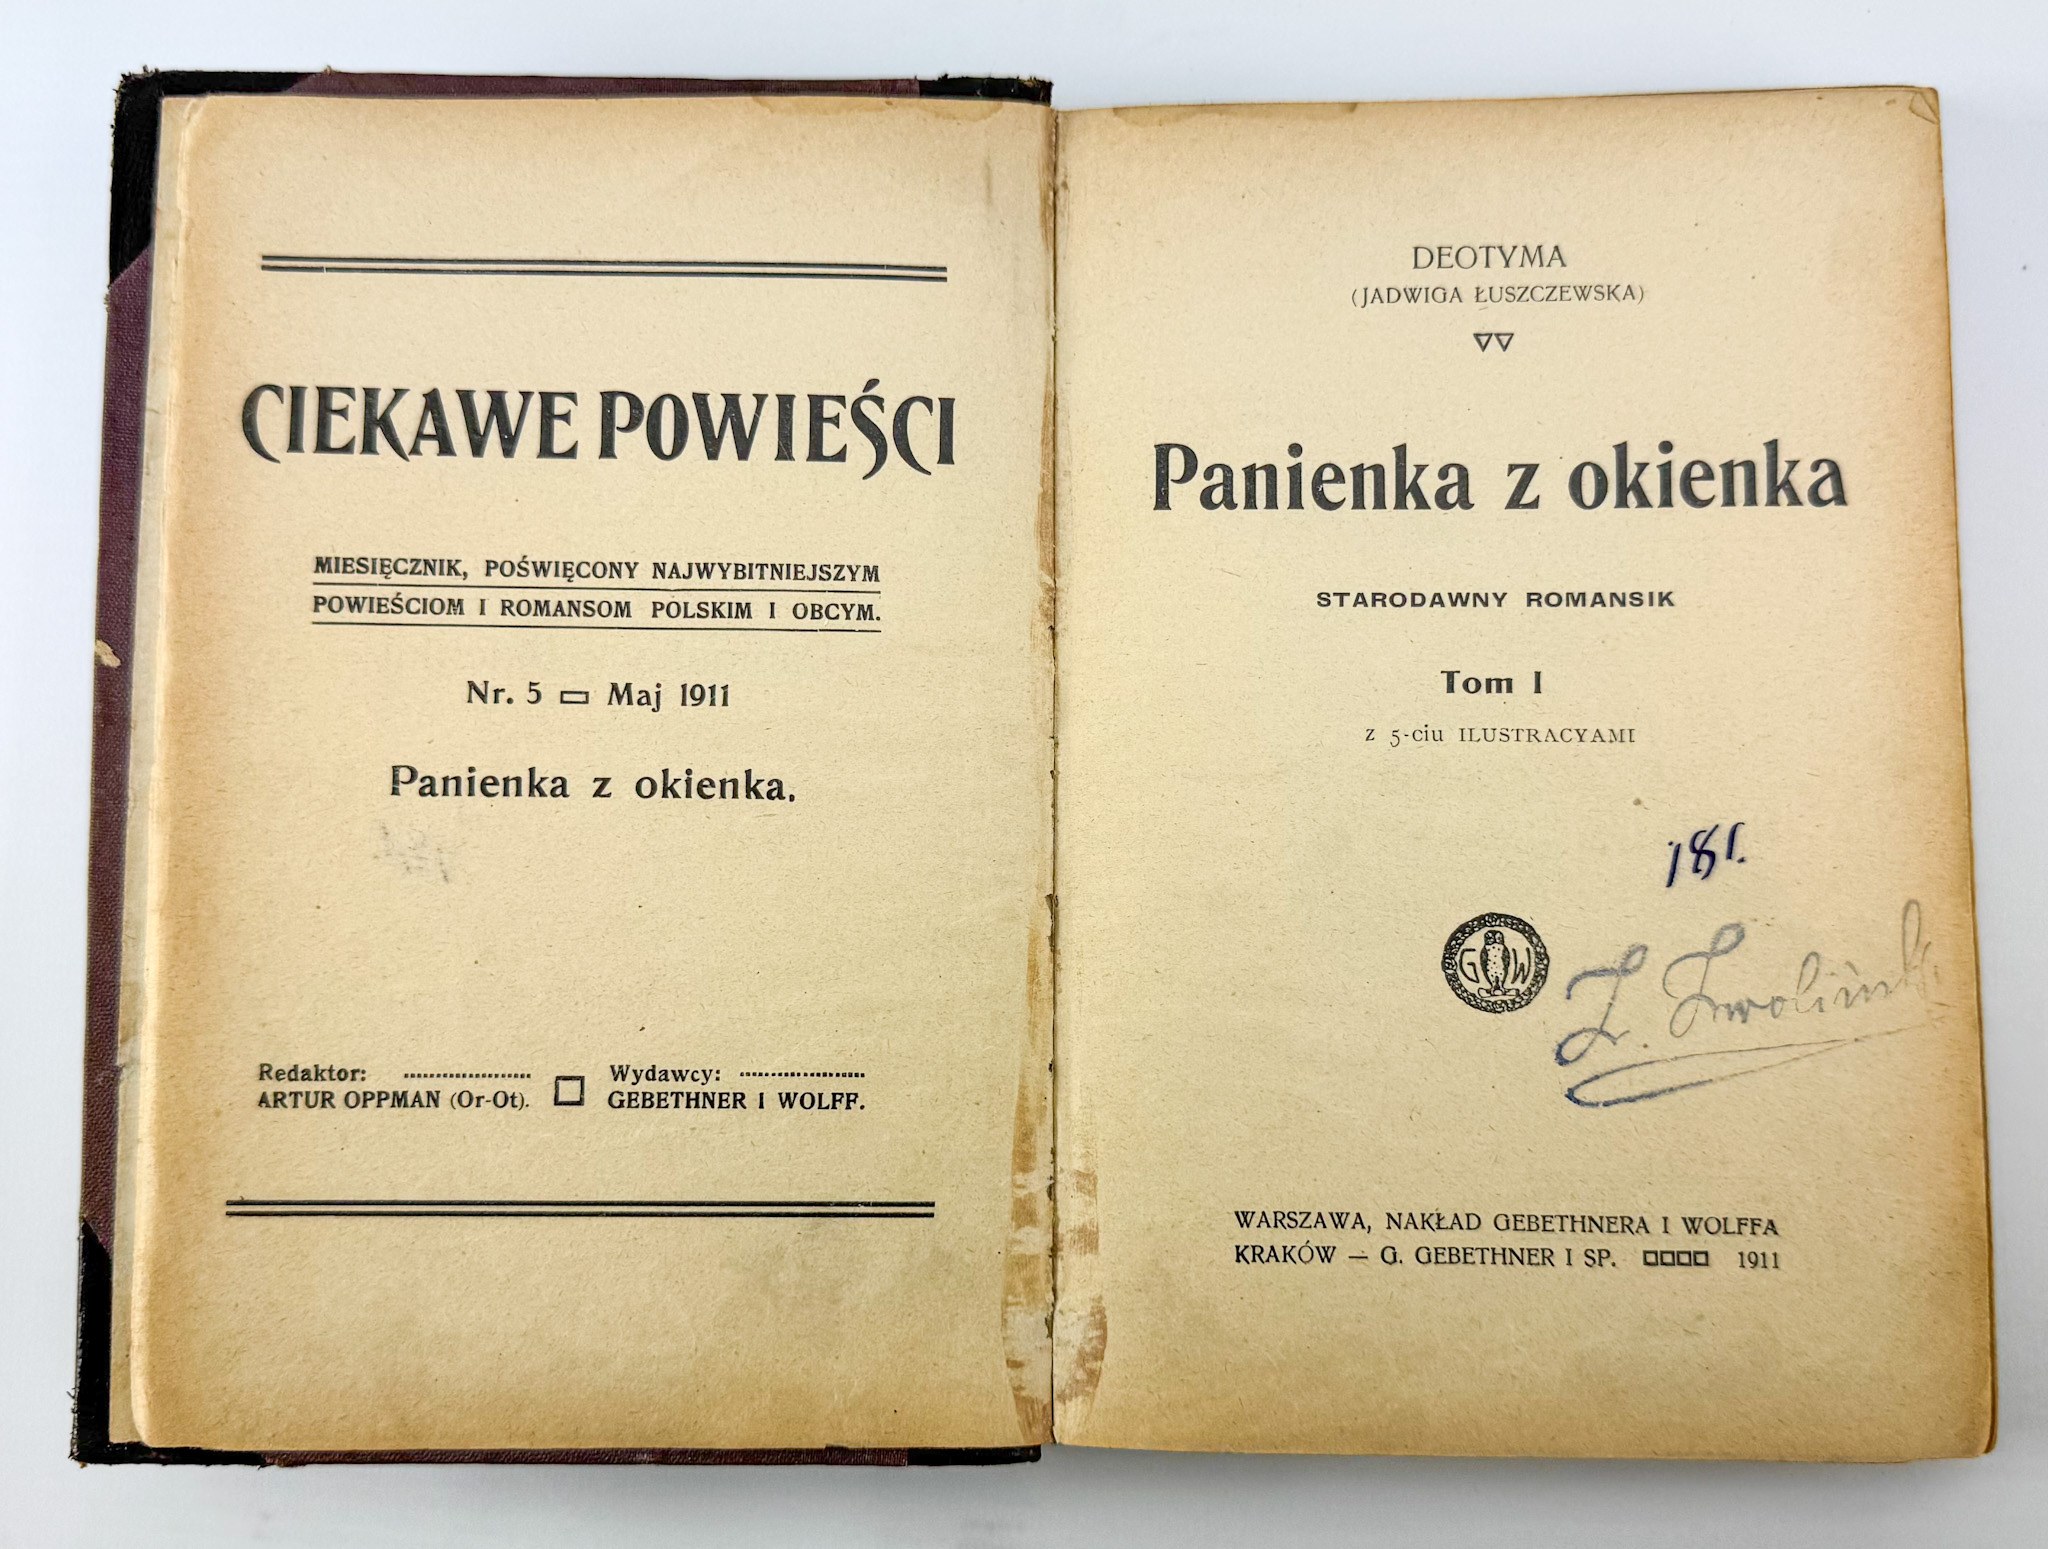 CIEKAWE POWIEŚCI
MIESIĘCZNIK, POŚWIĘCONY NAJWYBITNIEJSZYM
POWIEŚCIOM I ROMANSOM POLSKIM I OBCYM.
Nr. 5 Maj 1911
Panienka z okienka.
Redaktor:
ARTUR OPPMAN (Or-Ot).
Wydawcy:
GEBETHNER I WOLFF.
DEOTYMA
(JADWIGA ŁUSZCZEWSKA)
Panienka z okienka
STARODAWNY ROMANSIK
Tom I
z 5-ciu ILUSTRACYAMI
181.
G W
WARSZAWA, NAKŁAD GEBETHNERA I WOLFFA
KRAKÓW — G. GEBETHNER I SP. 1911